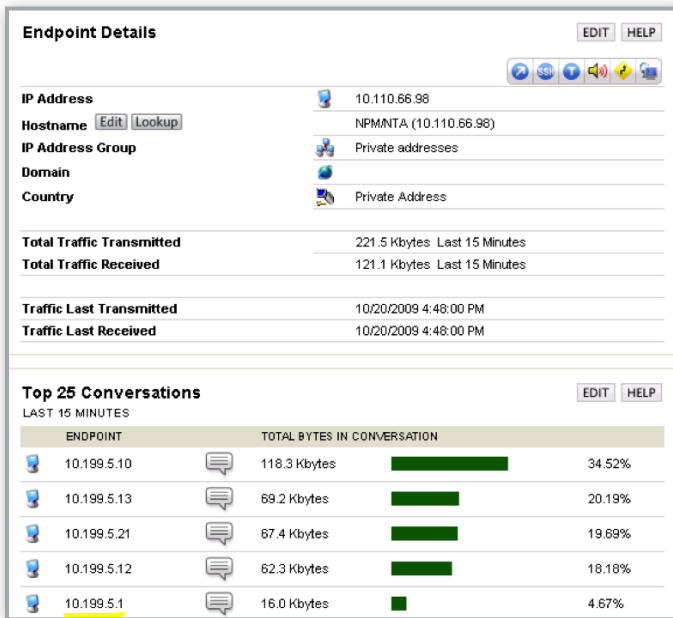 Endpoint Details EDIT HELP
SSH T
IP Address 10.110.66.98
Hostname Edit Lookup NPM/NTA (10.110.66.98)
IP Address Group Private addresses
Domain
Country Private Address
Total Traffic Transmitted 221.5 Kbytes Last 15 Minutes
Total Traffic Received 121.1 Kbytes Last 15 Minutes
Traffic Last Transmitted 10/20/2009 4:48:00 PM
Traffic Last Received 10/20/2009 4:48:00 PM
Top 25 Conversations EDIT HELP
LAST 15 MINUTES
ENDPOINT TOTAL BYTES IN CONVERSATION
10.199.5.10 118.3 Kbytes 34.52%
10.199.5.13 69.2 Kbytes 20.19%
10.199.5.21 67.4 Kbytes 19.69%
10.199.5.12 62.3 Kbytes 18.18%
10.199.5.1 16.0 Kbytes 4.67%